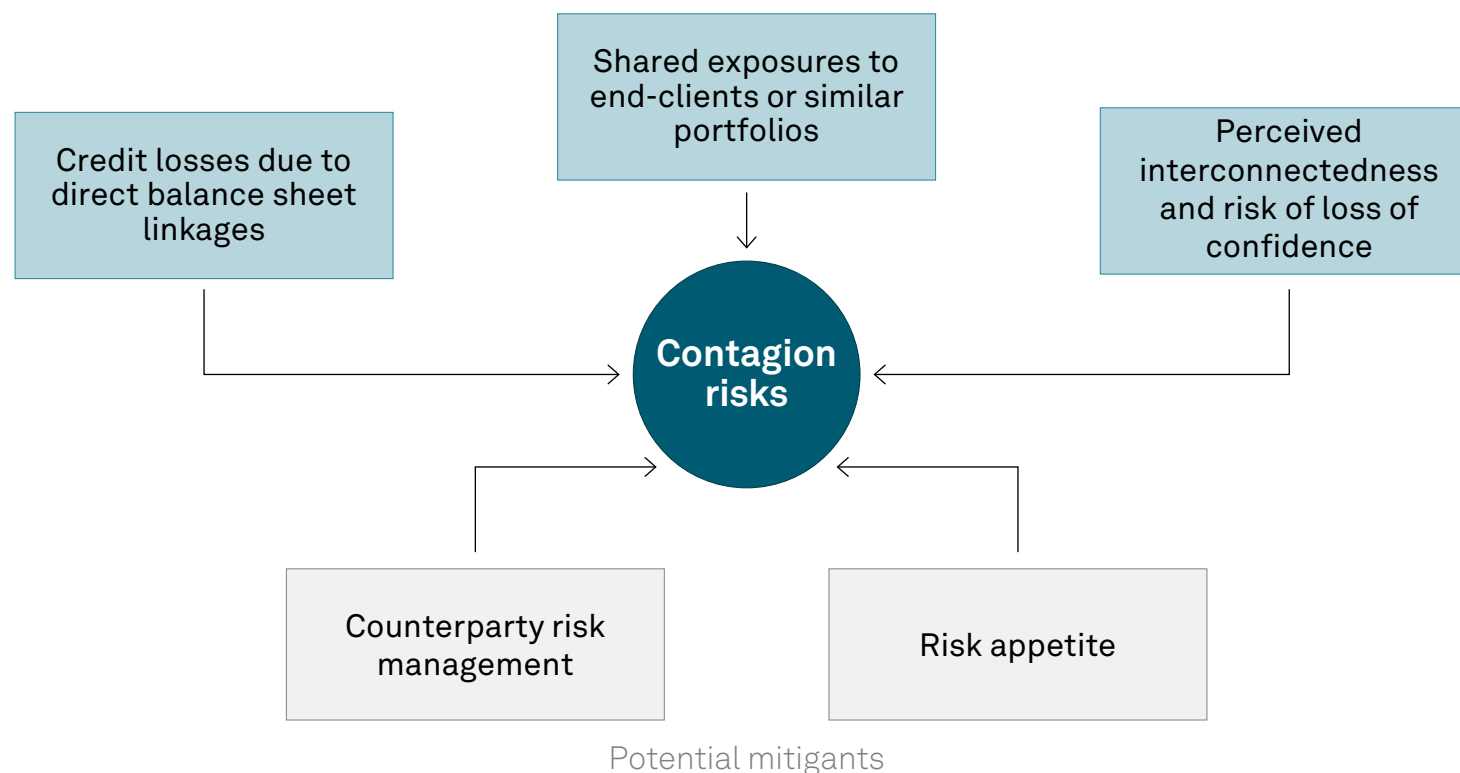 Credit losses due to
direct balance sheet
linkages
Shared exposures to
end-clients or similar
portfolios
Perceived
interconnectedness
and risk of loss of
confidence
Contagion
risks
Counterparty risk
management
Risk appetite
Potential mitigants